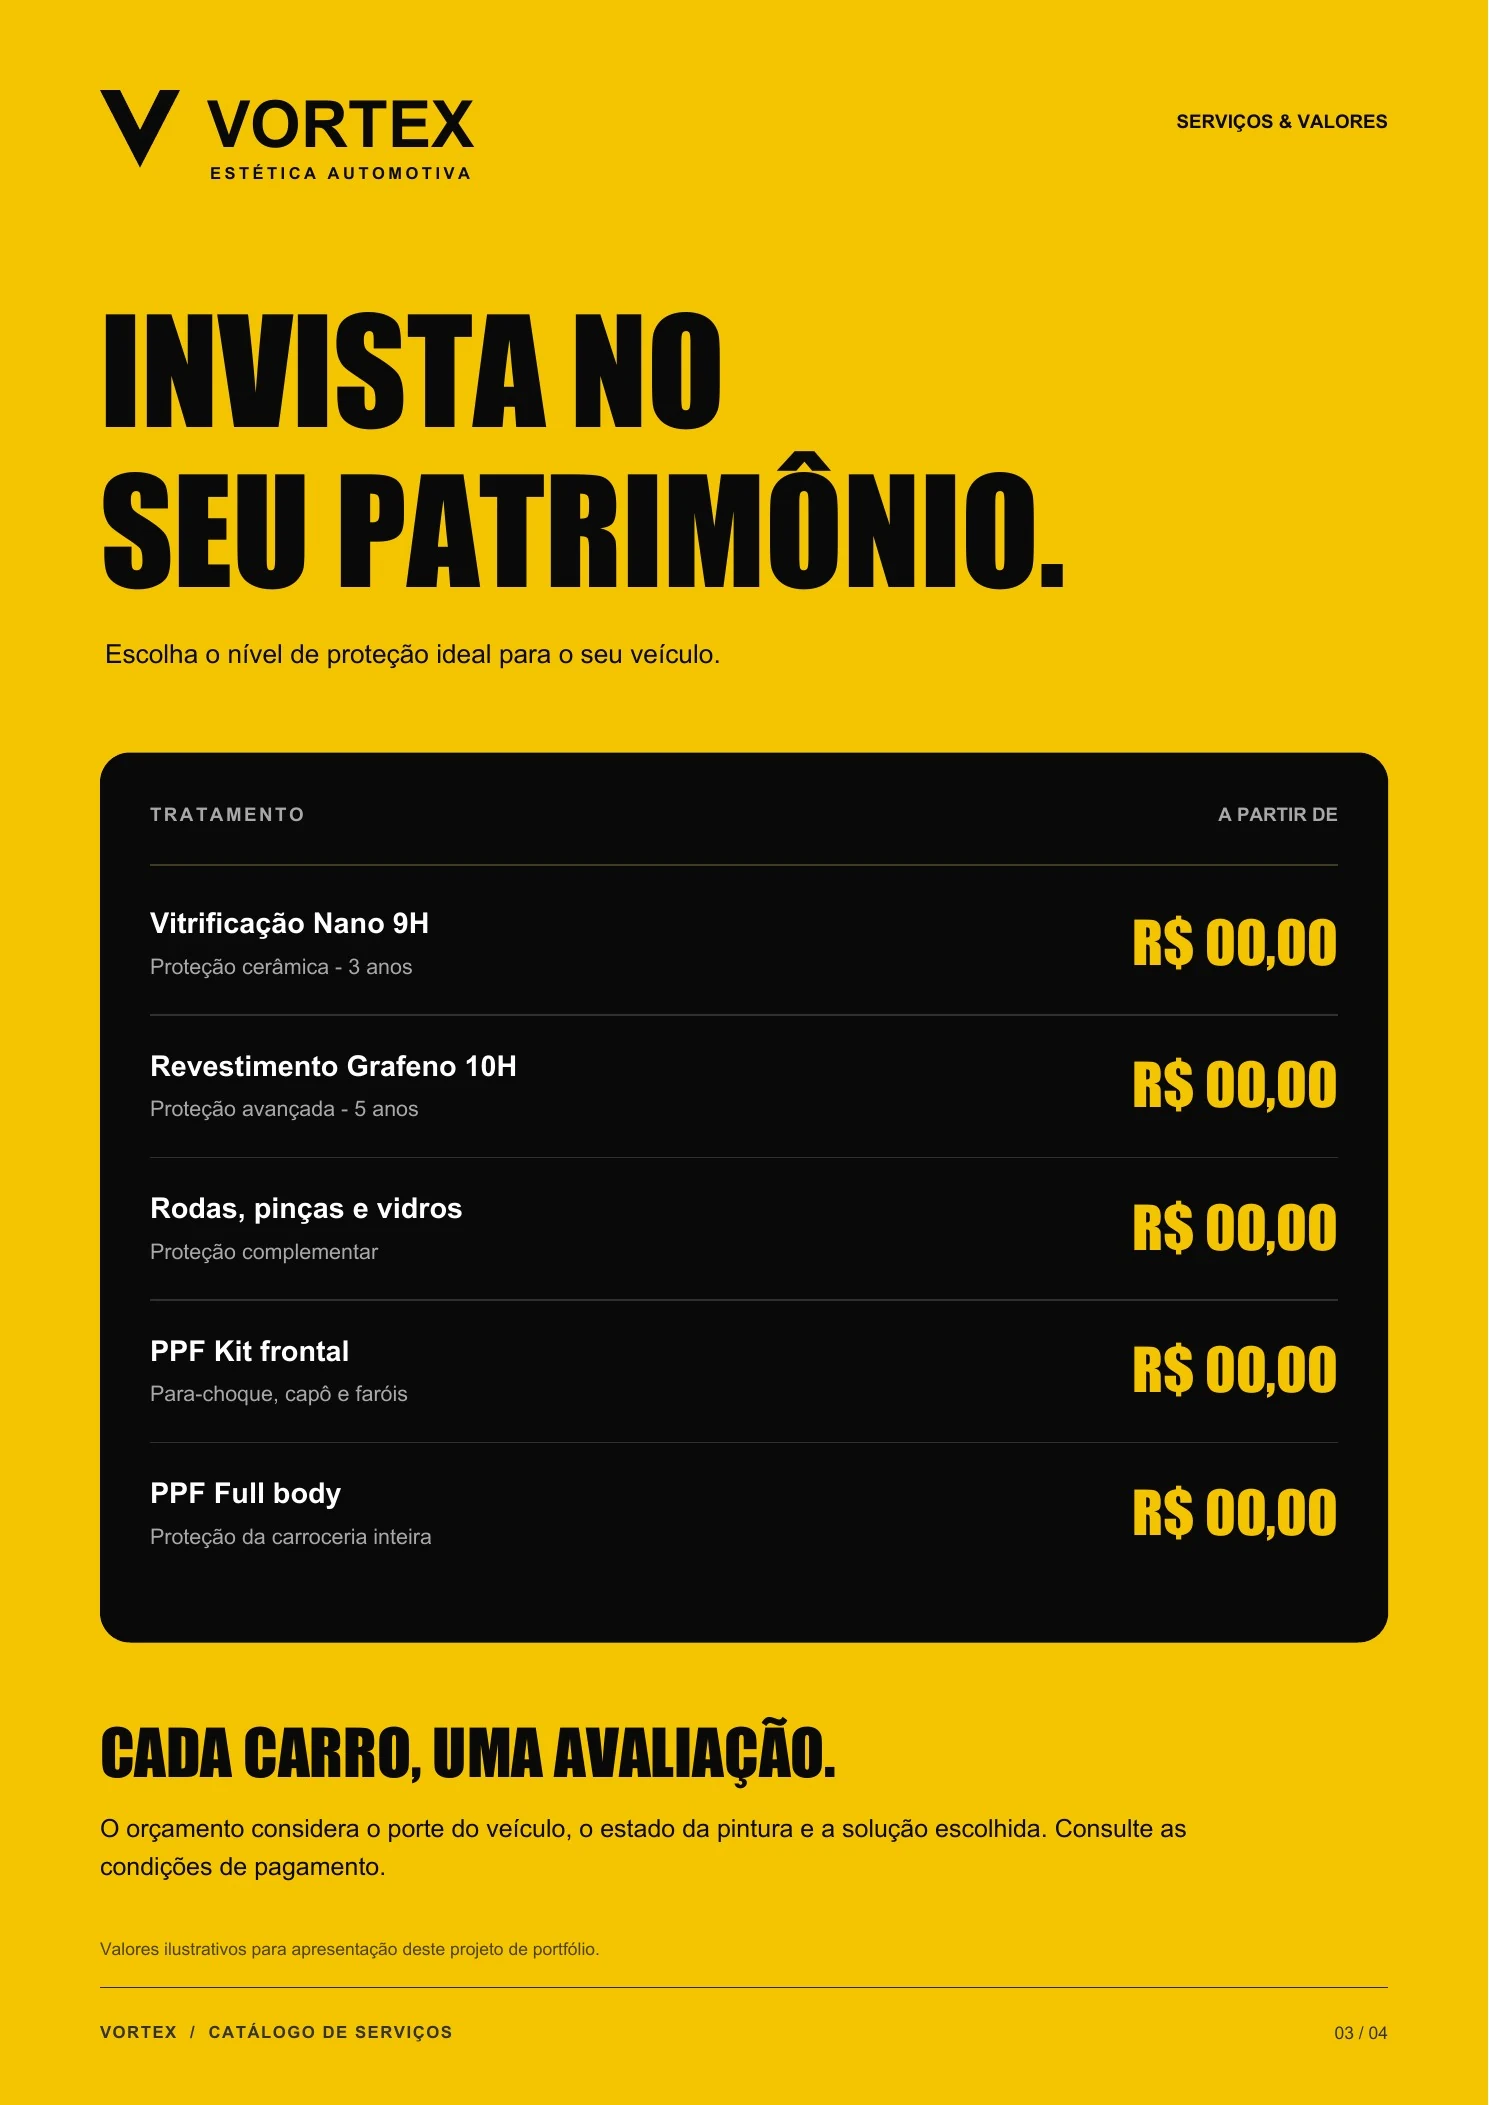 VORTEX
ESTÉTICA AUTOMOTIVA
SERVIÇOS & VALORES
INVISTA NO
SEU PATRIMÔNIO.
Escolha o nível de proteção ideal para o seu veículo.
TRATAMENTO
A PARTIR DE
Vitrificação Nano 9H
Proteção cerâmica - 3 anos
R$ 00,00
Revestimento Grafeno 10H
Proteção avançada - 5 anos
R$ 00,00
Rodas, pinças e vidros
Proteção complementar
R$ 00,00
PPF Kit frontal
Para-choque, capô e faróis
R$ 00,00
PPF Full body
Proteção da carroceria inteira
R$ 00,00
CADA CARRO, UMA AVALIAÇÃO.
O orçamento considera o porte do veículo, o estado da pintura e a solução escolhida. Consulte as
condições de pagamento.
Valores ilustrativos para apresentação deste projeto de portfólio.
VORTEX / CATÁLOGO DE SERVIÇOS
03 / 04